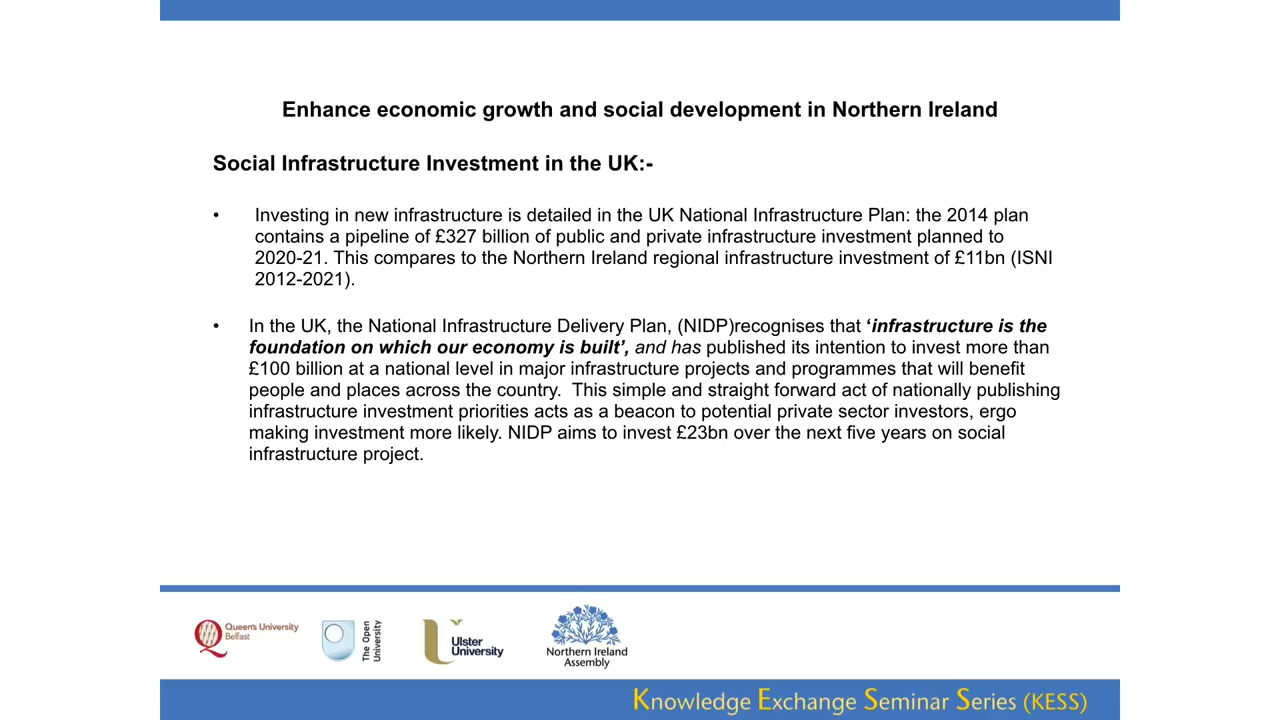 Enhance economic growth and social development in Northern Ireland
Social Infrastructure Investment in the UK:-
• Investing in new infrastructure is detailed in the UK National Infrastructure Plan: the 2014 plan
contains a pipeline of £327 billion of public and private infrastructure investment planned to
2020-21. This compares to the Northern Ireland regional infrastructure investment of £11bn (ISNI
2012-2021).
• In the UK, the National Infrastructure Delivery Plan, (NIDP)recognises that ‘infrastructure is the
foundation on which our economy is built’, and has published its intention to invest more than
£100 billion at a national level in major infrastructure projects and programmes that will benefit
people and places across the country.  This simple and straight forward act of nationally publishing
infrastructure investment priorities acts as a beacon to potential private sector investors, ergo
making investment more likely. NIDP aims to invest £23bn over the next five years on social
infrastructure project.
Queen's University
Belfast
The Open
University
Ulster
University
Northern Ireland
Assembly
Knowledge Exchange Seminar Series (KESS)